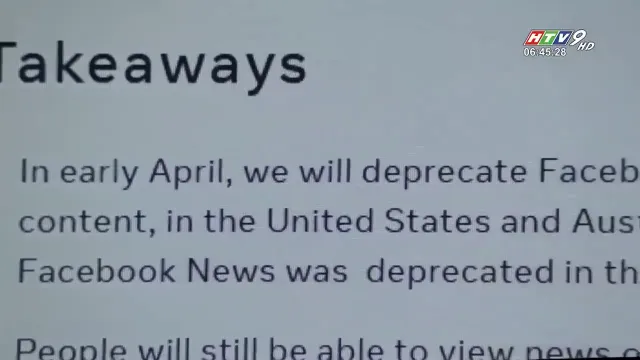 HTV9 HD
06:45:28
Takeaways
In early April, we will deprecate Faceb
content, in the United States and Aust
Facebook News was deprecated in th
People will still be able to view news